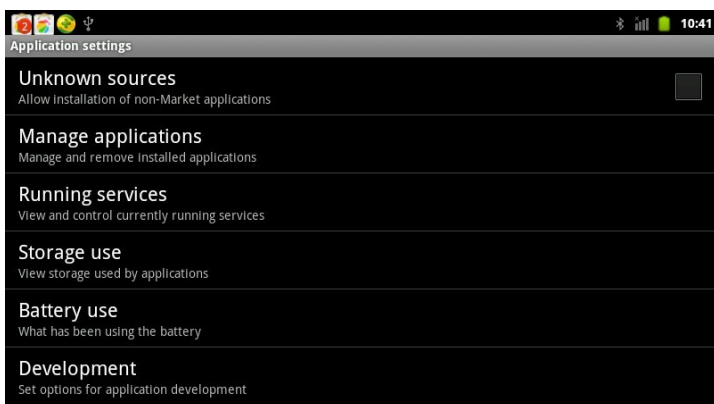 2
10:41
Application settings
Unknown sources
Allow installation of non-Market applications
Manage applications
Manage and remove installed applications
Running services
View and control currently running services
Storage use
View storage used by applications
Battery use
What has been using the battery
Development
Set options for application development